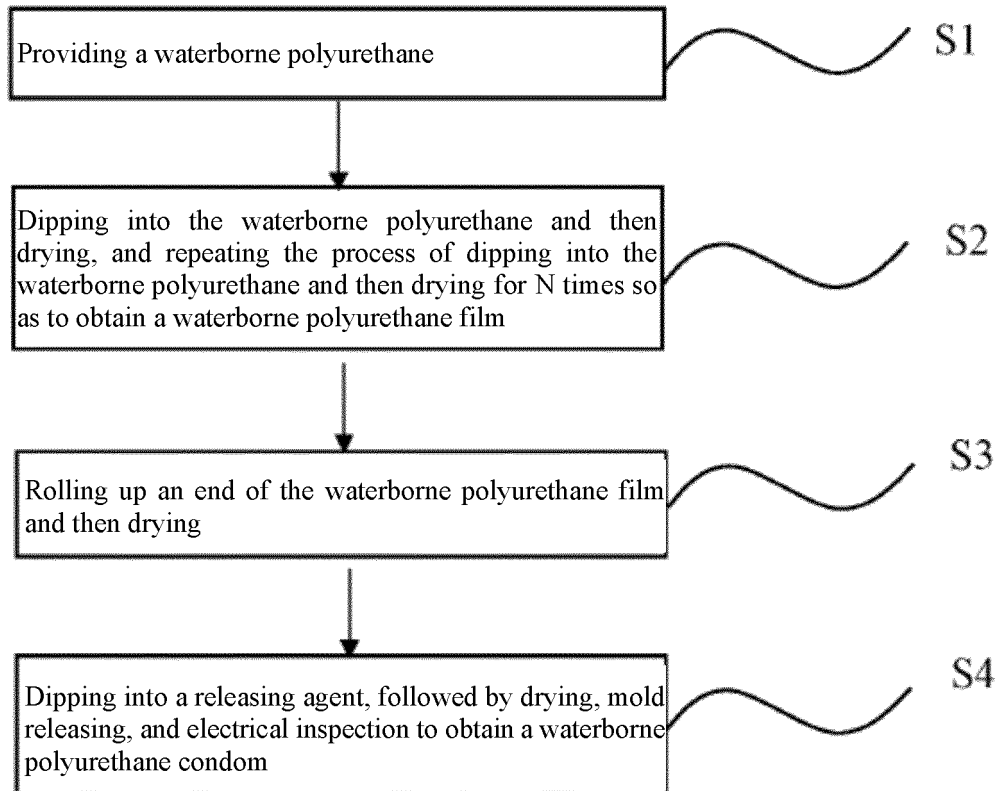 Providing a waterborne polyurethane
S1
Dipping into the waterborne polyurethane and then
drying, and repeating the process of dipping into the
waterborne polyurethane and then drying for N times so
as to obtain a waterborne polyurethane film
S2
Rolling up an end of the waterborne polyurethane film
and then drying
S3
Dipping into a releasing agent, followed by drying, mold
releasing, and electrical inspection to obtain a waterborne
polyurethane condom
S4